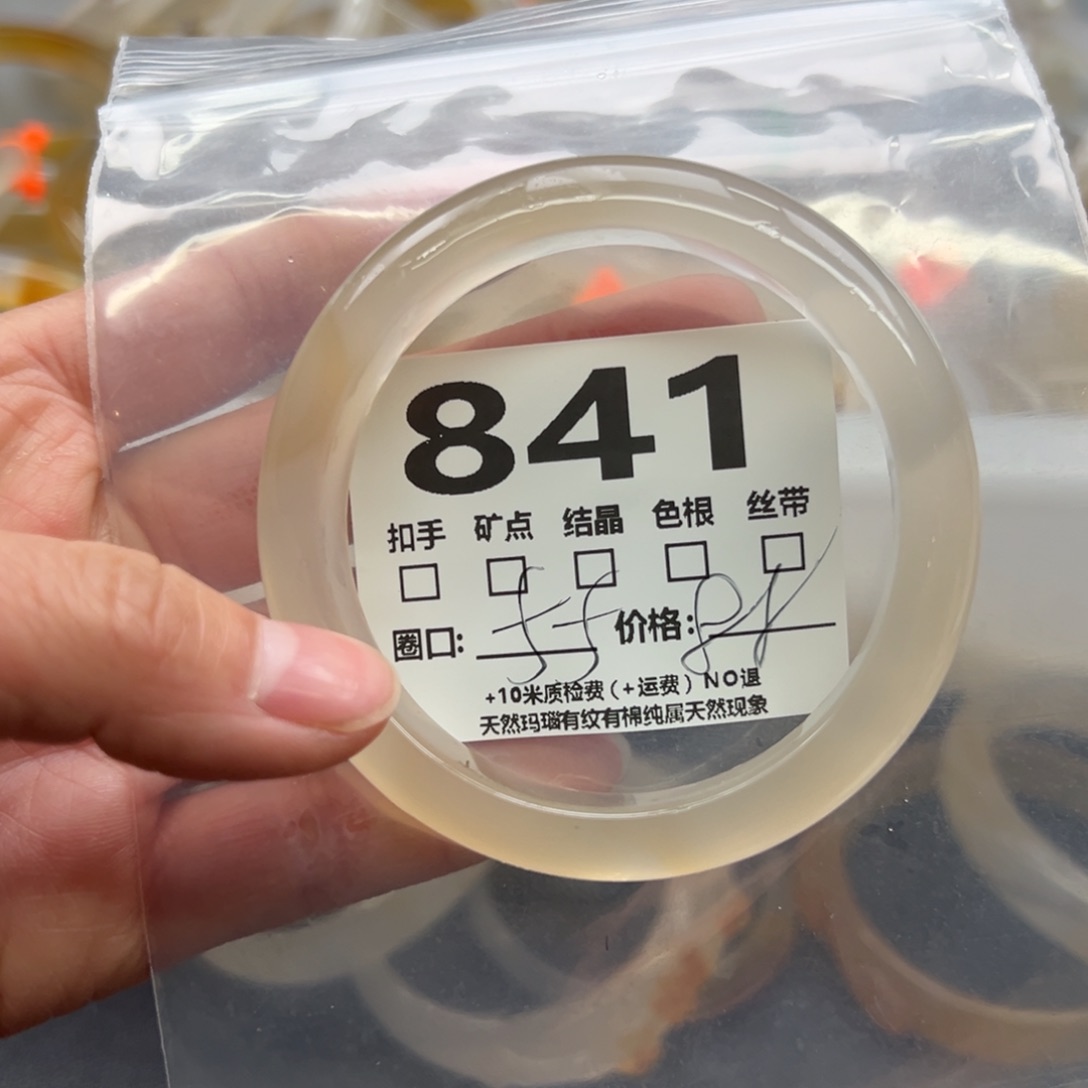 841
扣手 矿点 结晶 色根 丝带
圈口: 55 价格:
+10米质检费(+运费) NO退
天然玛瑙有纹有棉纯属天然现象